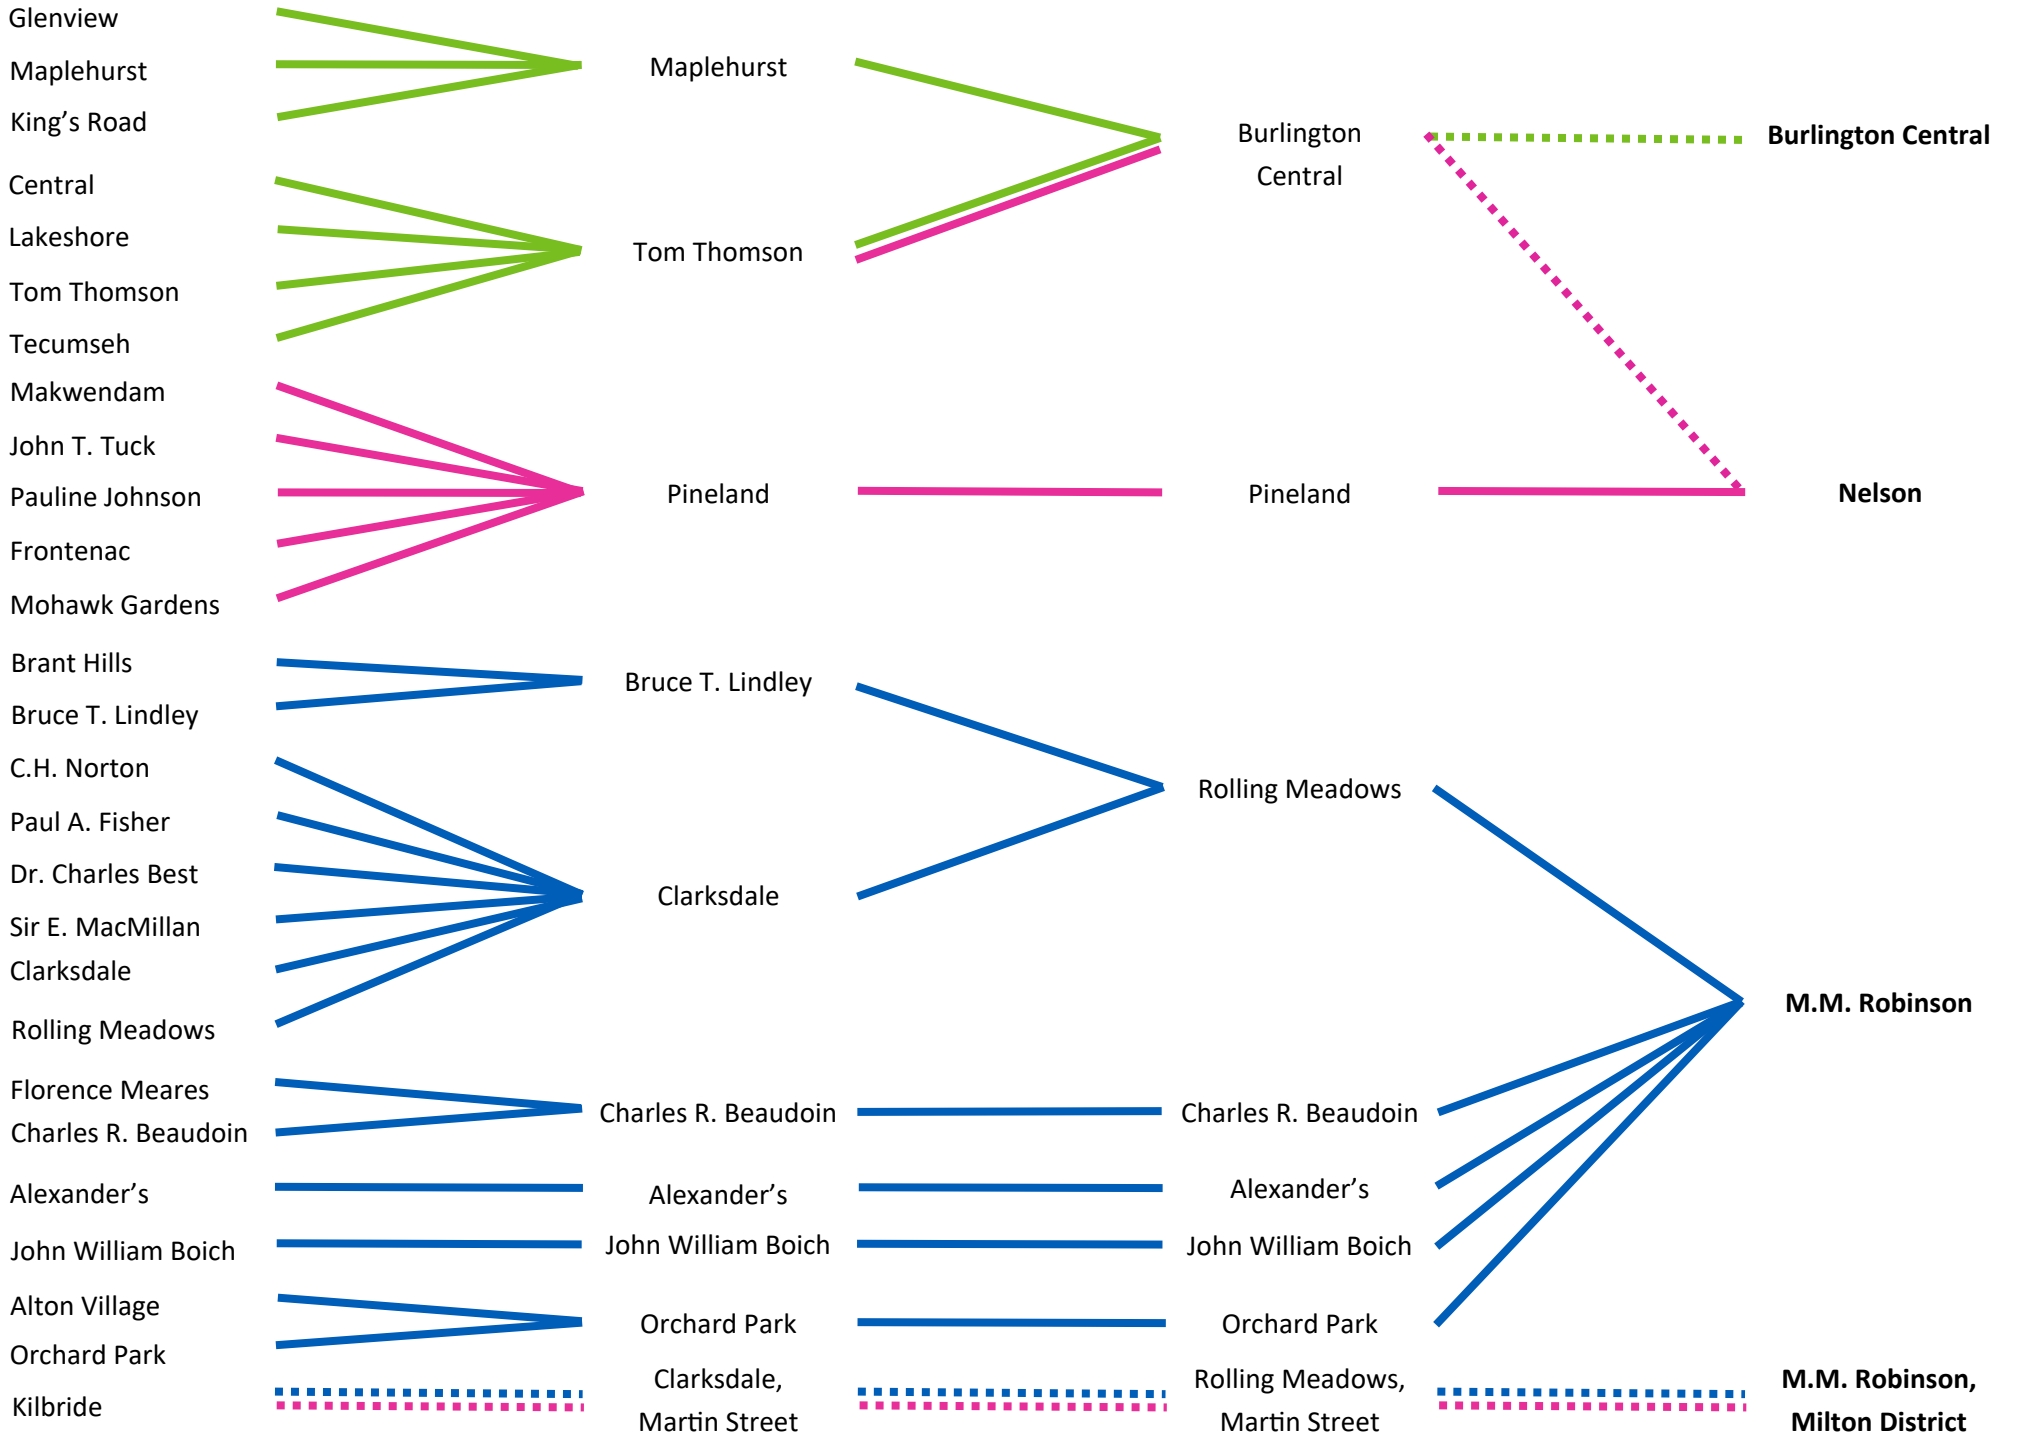 Glenview
Maplehurst
King’s Road
Central
Lakeshore
Tom Thomson
Tecumseh
Makwendam
John T. Tuck
Pauline Johnson
Frontenac
Mohawk Gardens
Brant Hills
Bruce T. Lindley
C.H. Norton
Paul A. Fisher
Dr. Charles Best
Sir E. MacMillan
Clarksdale
Rolling Meadows
Florence Meares
Charles R. Beaudoin
Alexander’s
John William Boich
Alton Village
Orchard Park
Kilbride
Maplehurst
Tom Thomson
Pineland
Bruce T. Lindley
Clarksdale
Charles R. Beaudoin
Alexander’s
John William Boich
Orchard Park
Clarksdale,
Martin Street
Burlington
Central
Pineland
Rolling Meadows
Charles R. Beaudoin
Alexander’s
John William Boich
Orchard Park
Rolling Meadows,
Martin Street
Burlington Central
Nelson
M.M. Robinson
M.M. Robinson,
Milton District